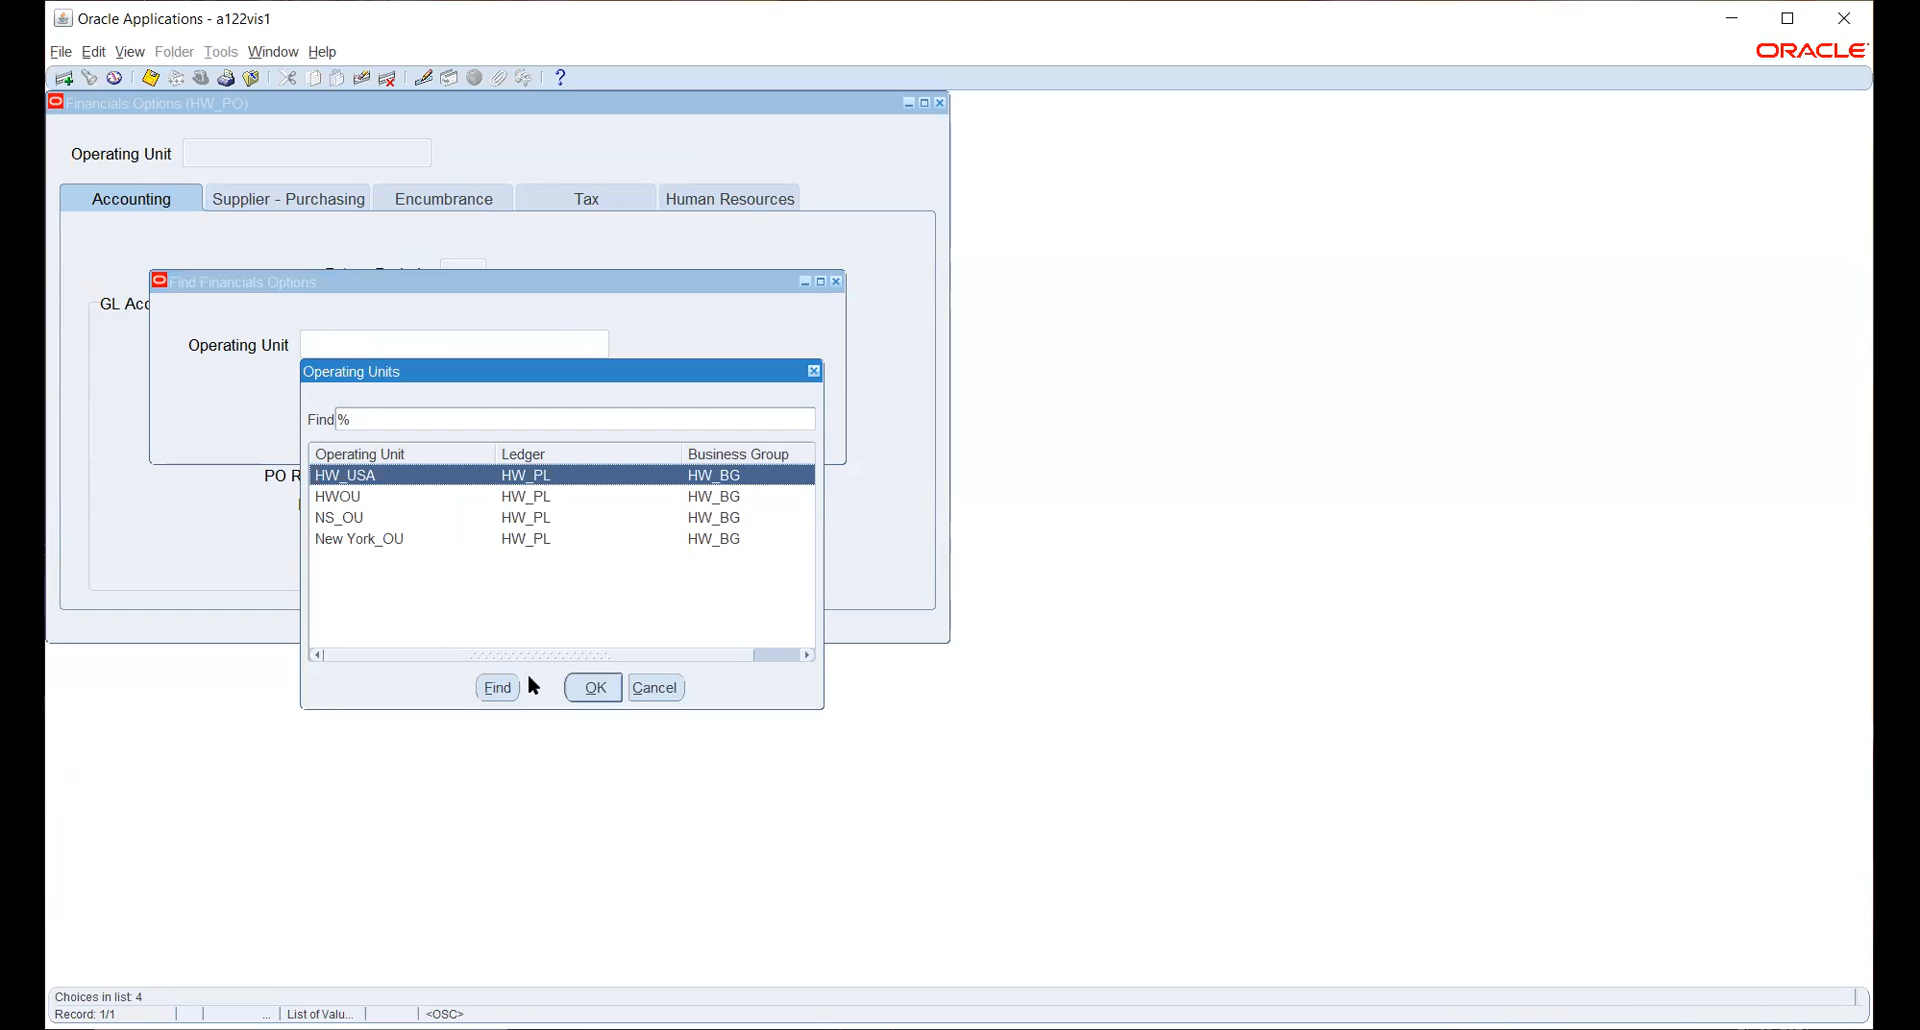 Oracle Applications - a122vis1
File Edit View Folder Tools Window Help
ORACLE
Financials Options (HW_PO)
Operating Unit
Accounting Supplier - Purchasing Encumbrance Tax Human Resources
Find Financials Options
GL Acc
Operating Unit
Operating Units
Find %
Operating Unit Ledger Business Group
HW_USA HW_PL HW_BG
HWOU HW_PL HW_BG
NS_OU HW_PL HW_BG
New York_OU HW_PL HW_BG
PO R
Find OK Cancel
Choices in list: 4
Record: 1/1 ... List of Valu... <OSC>